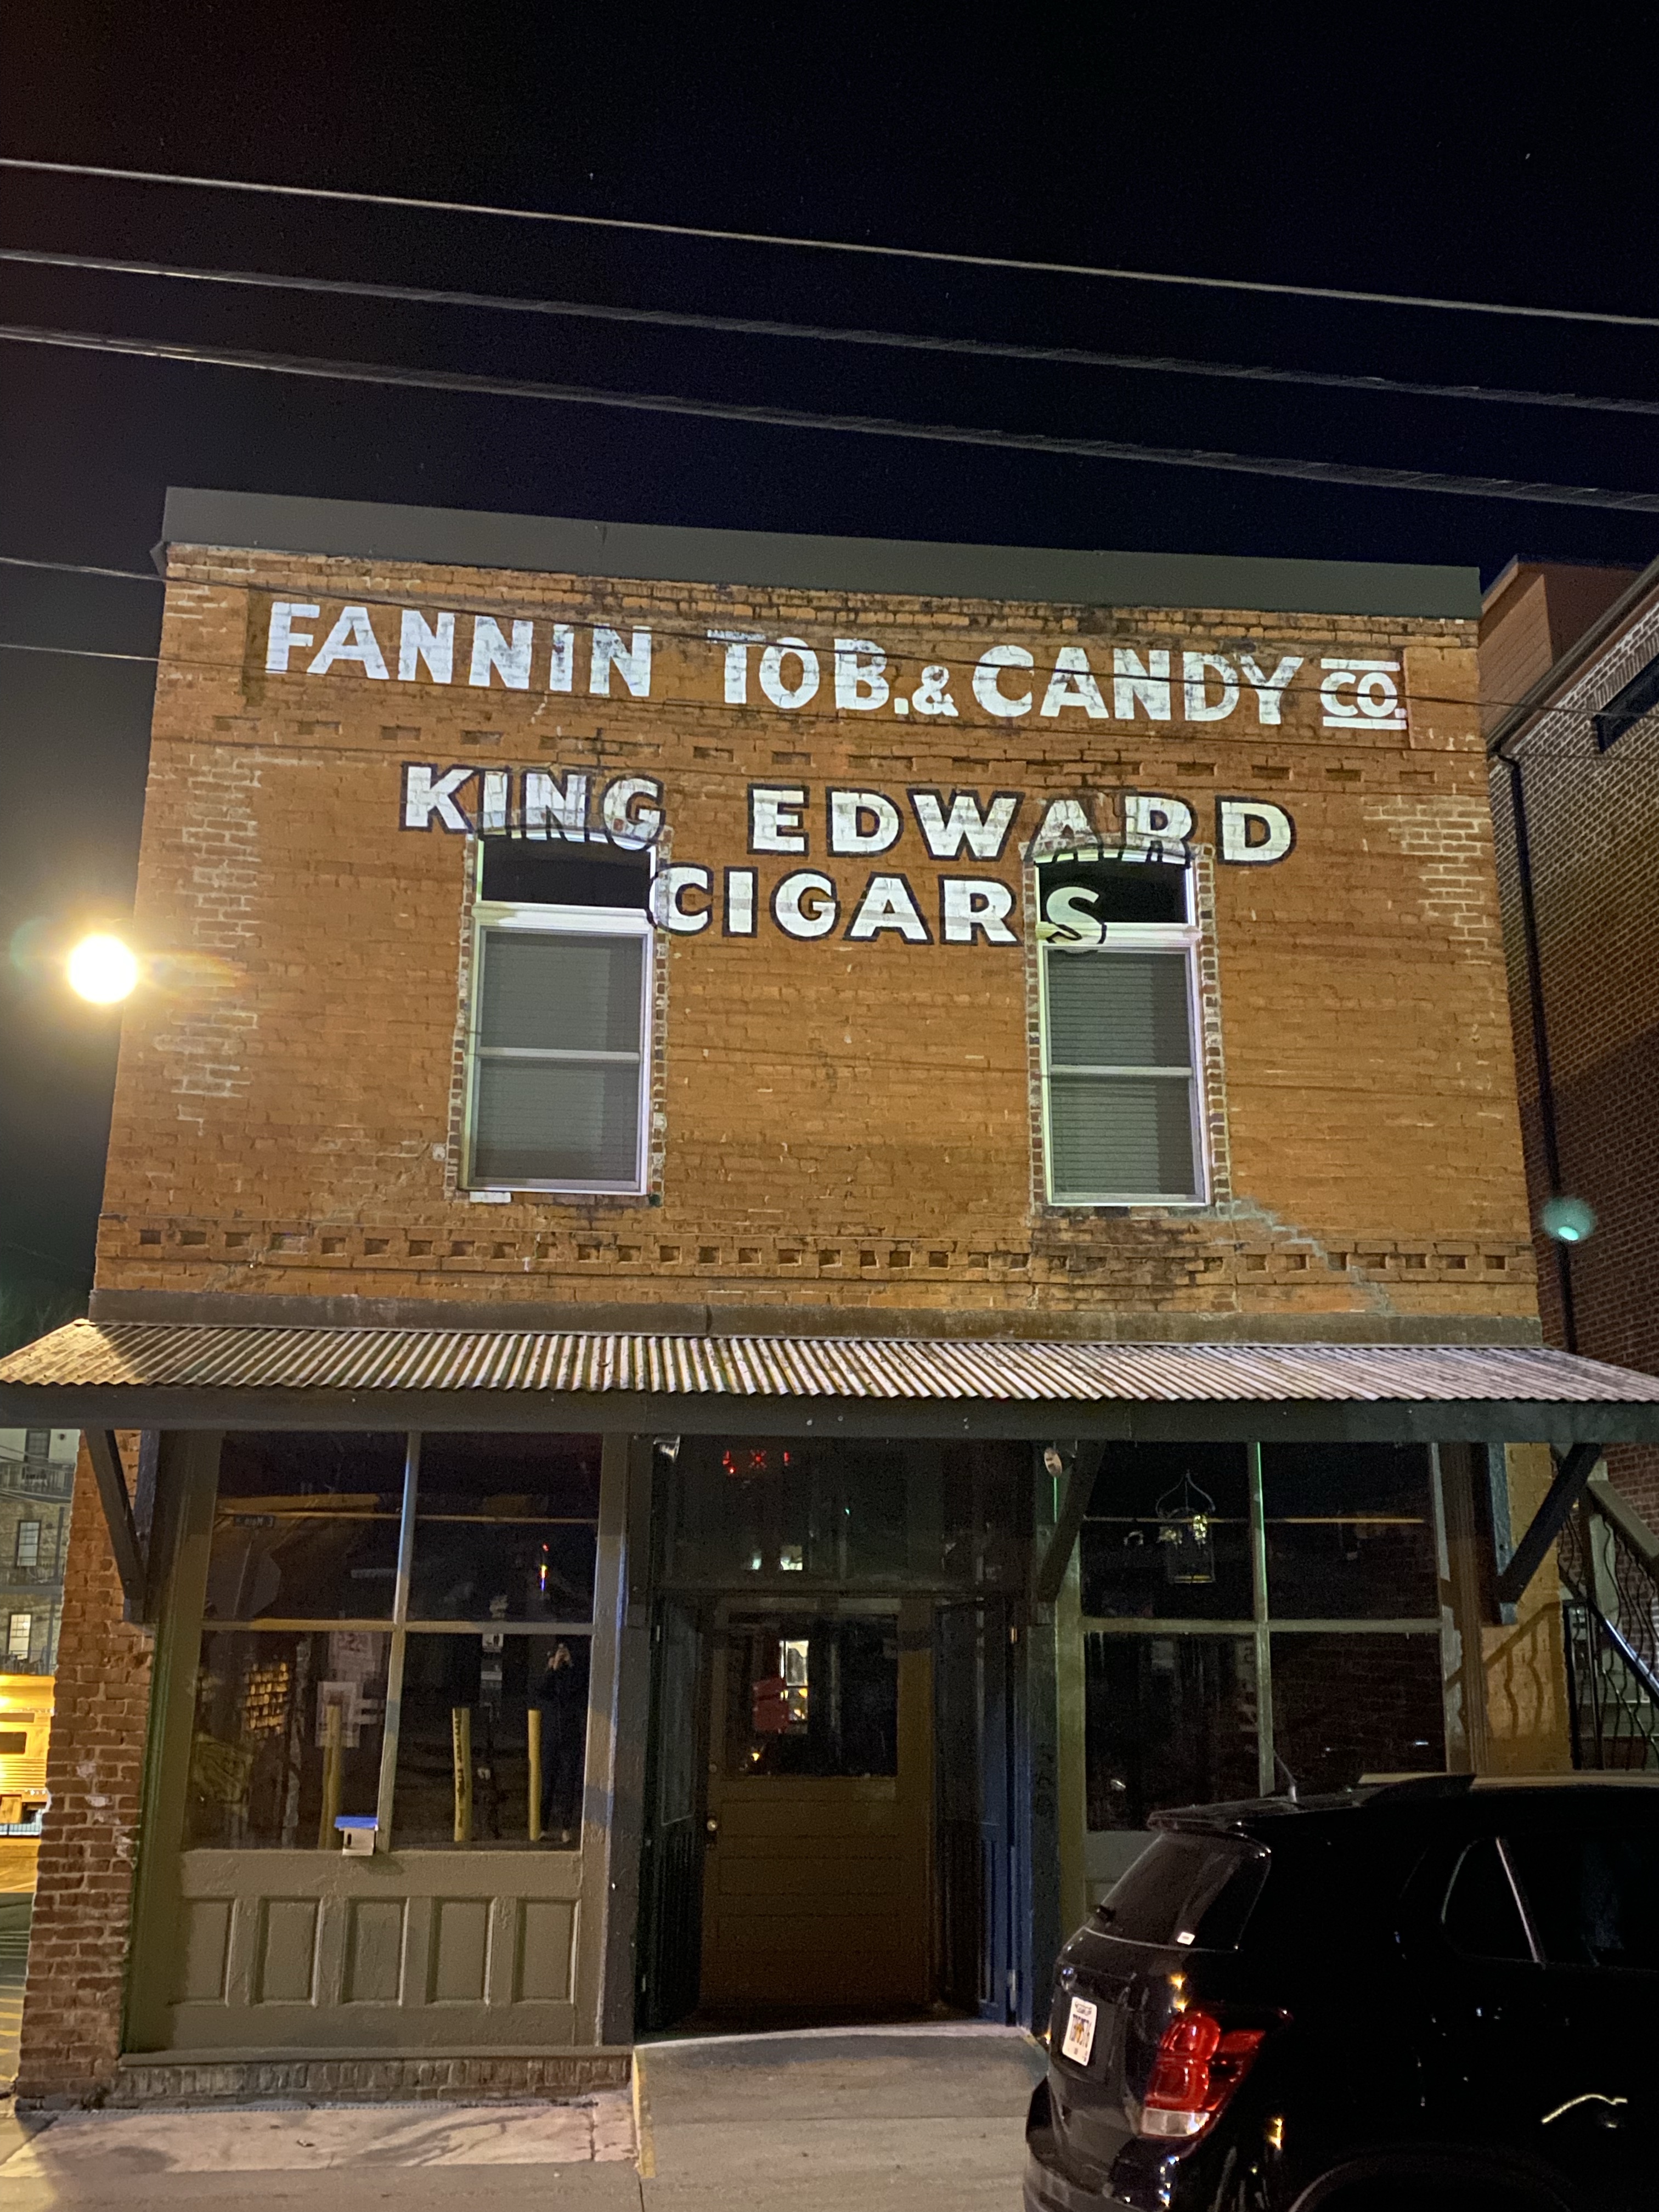 FANNIN TOB. & CANDY CO.
KING EDWARD
CIGARS